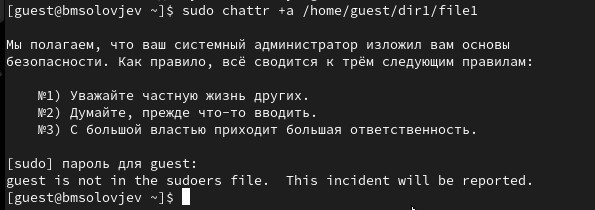 [guest@bmsolovjev ~]$ sudo chattr +a /home/guest/dir1/file1
Мы полагаем, что ваш системный администратор изложил вам основы
безопасности. Как правило, всё сводится к трём следующим правилам:
№1) Уважайте частную жизнь других.
№2) Думайте, прежде что-то вводить.
№3) С большой властью приходит большая ответственность.
[sudo] пароль для guest:
guest is not in the sudoers file.  This incident will be reported.
[guest@bmsolovjev ~]$